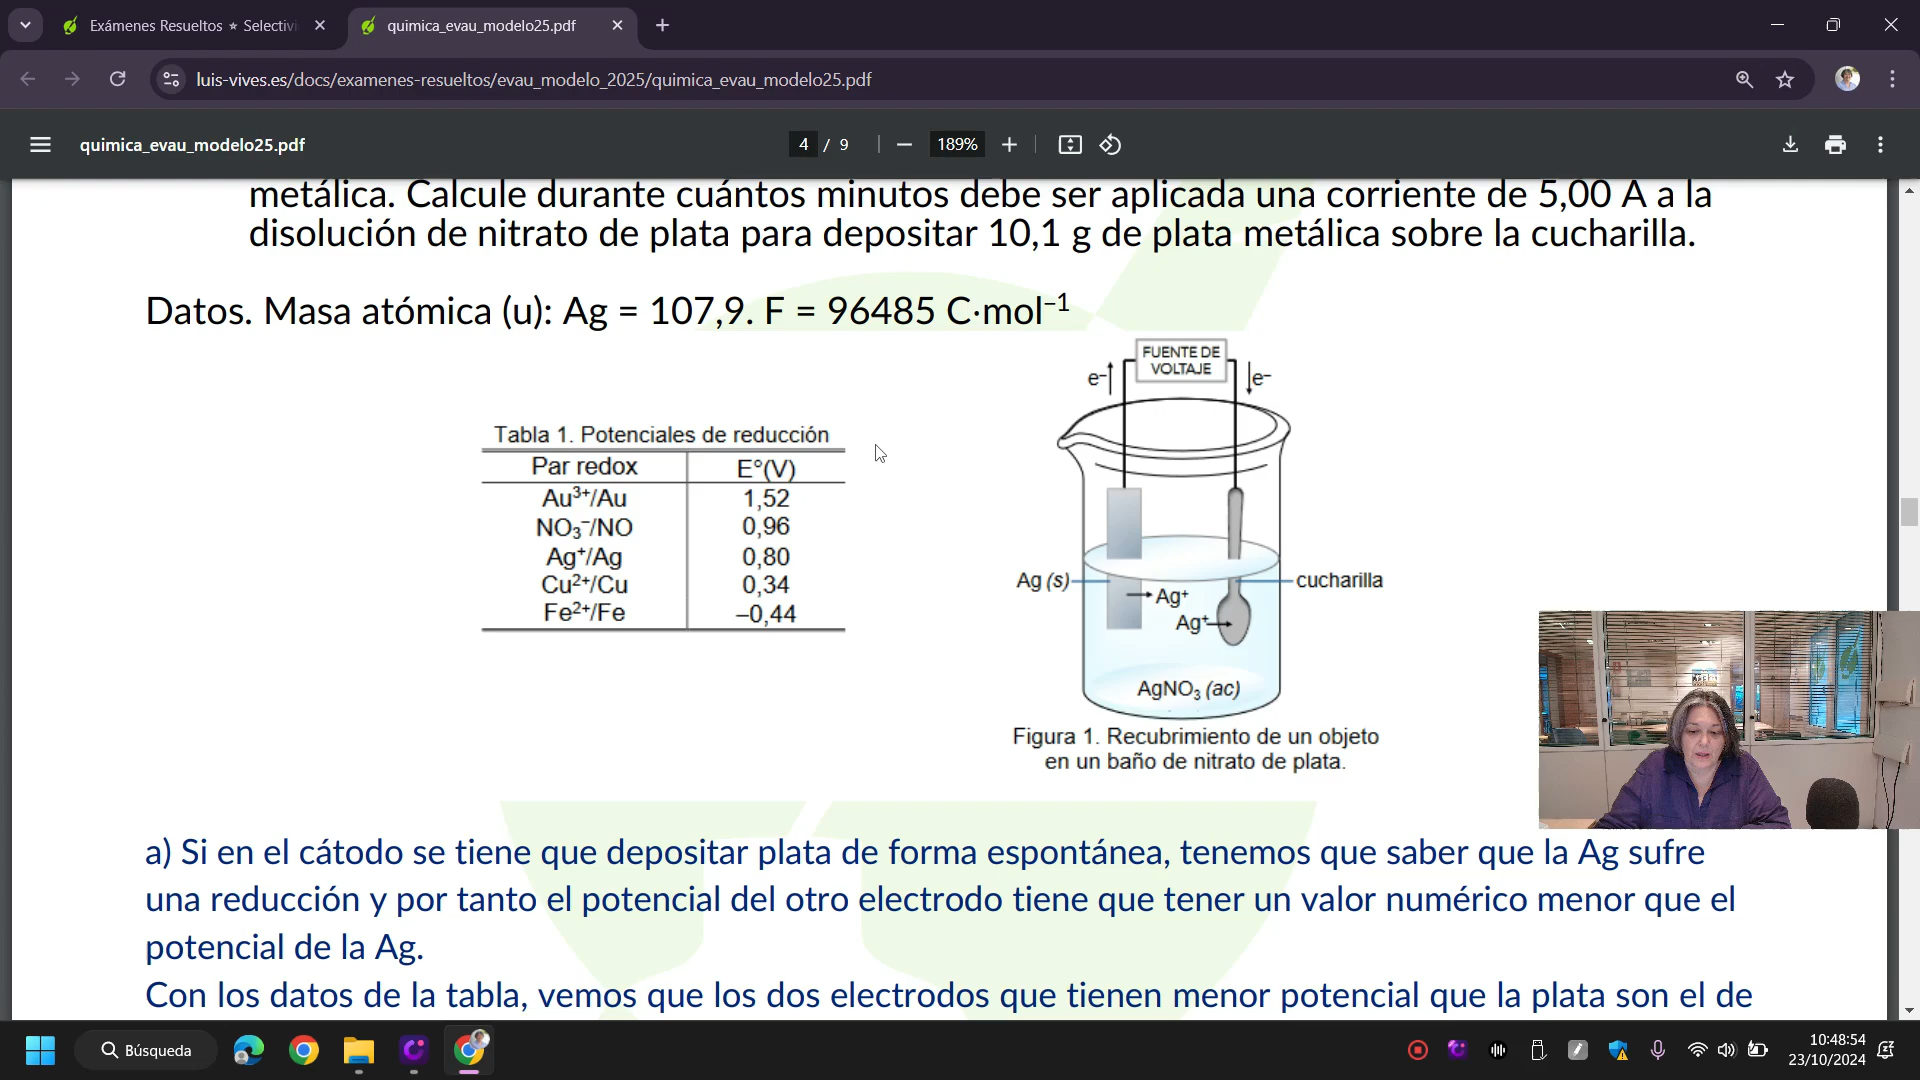 Exámenes Resueltos ⭑ Selectivi
quimica_evau_modelo25.pdf
luis-vives.es/docs/examenes-resueltos/evau_modelo_2025/quimica_evau_modelo25.pdf
quimica_evau_modelo25.pdf
4 / 9
189%
metálica. Calcule durante cuántos minutos debe ser aplicada una corriente de 5,00 A a la
disolución de nitrato de plata para depositar 10,1 g de plata metálica sobre la cucharilla.
Datos. Masa atómica (u): Ag = 107,9. F = 96485 C·mol⁻¹
Tabla 1. Potenciales de reducción
Par redox E°(V)
Au³⁺/Au 1,52
NO₃⁻/NO 0,96
Ag⁺/Ag 0,80
Cu²⁺/Cu 0,34
Fe²⁺/Fe –0,44
FUENTE DE
VOLTAJE
e⁻
e⁻
Ag (s)
cucharilla
Ag⁺
Ag⁺
AgNO₃ (ac)
Figura 1. Recubrimiento de un objeto
en un baño de nitrato de plata.
a) Si en el cátodo se tiene que depositar plata de forma espontánea, tenemos que saber que la Ag sufre
una reducción y por tanto el potencial del otro electrodo tiene que tener un valor numérico menor que el
potencial de la Ag.
Con los datos de la tabla, vemos que los dos electrodos que tienen menor potencial que la plata son el de
Búsqueda
10:48:54
23/10/2024